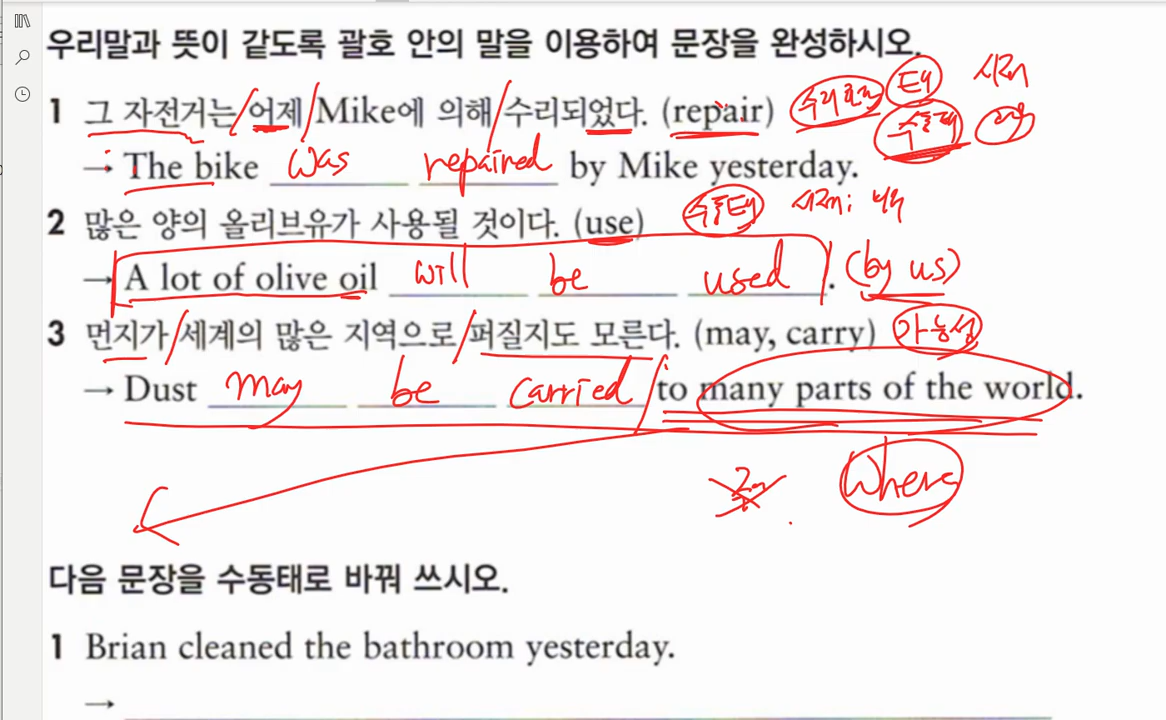 우리말과 뜻이 같도록 괄호 안의 말을 이용하여 문장을 완성하시오.
태 시제
1 그 자전거는/어제/Mike에 의해/수리되었다. (repair) 수동태
→ The bike was repaired by Mike yesterday.
2 많은 양의 올리브유가 사용될 것이다. (use) 수동태 시제:
→ A lot of olive oil will be used. (by us)
3 먼지가/세계의 많은 지역으로/퍼질지도 모른다. (may, carry) 가능성
→ Dust may be carried/to many parts of the world.
Where
다음 문장을 수동태로 바꿔 쓰시오.
1 Brian cleaned the bathroom yesterday.
→